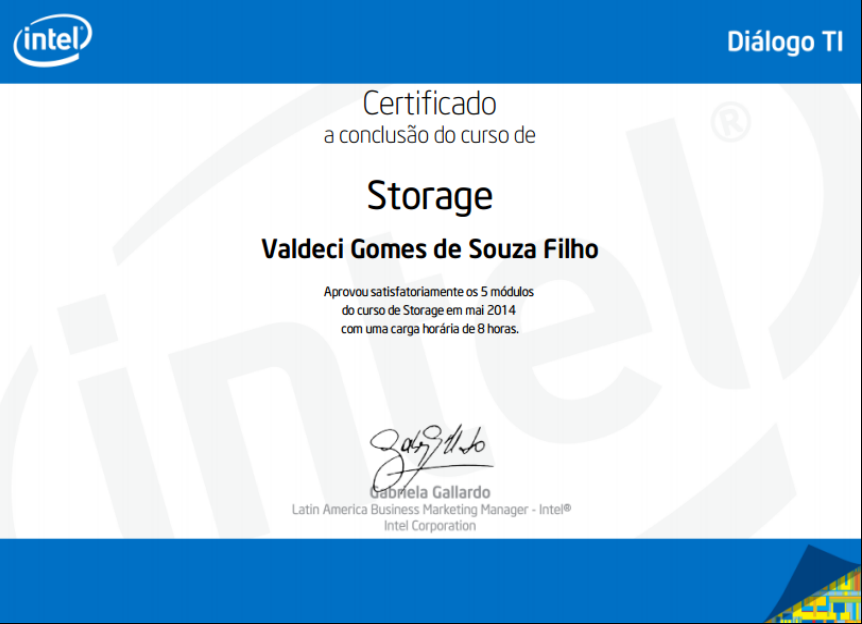 intel
Diálogo TI
Certificado
a conclusão do curso de
Storage
Valdeci Gomes de Souza Filho
Aprovou satisfatoriamente os 5 módulos
do curso de Storage em mai 2014
com uma carga horária de 8 horas.
Gabriela Gallardo
Latin America Business Marketing Manager - Intel®
Intel Corporation
intel®